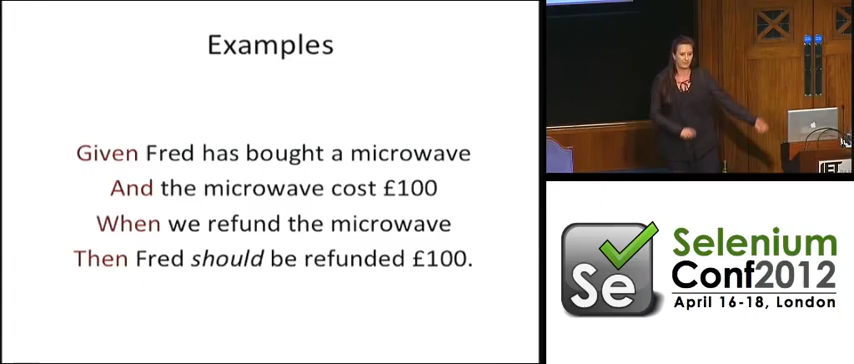 Examples
Given Fred has bought a microwave
And the microwave cost £100
When we refund the microwave
Then Fred should be refunded £100.
IET
Se
Selenium
Conf2012
April 16-18, London